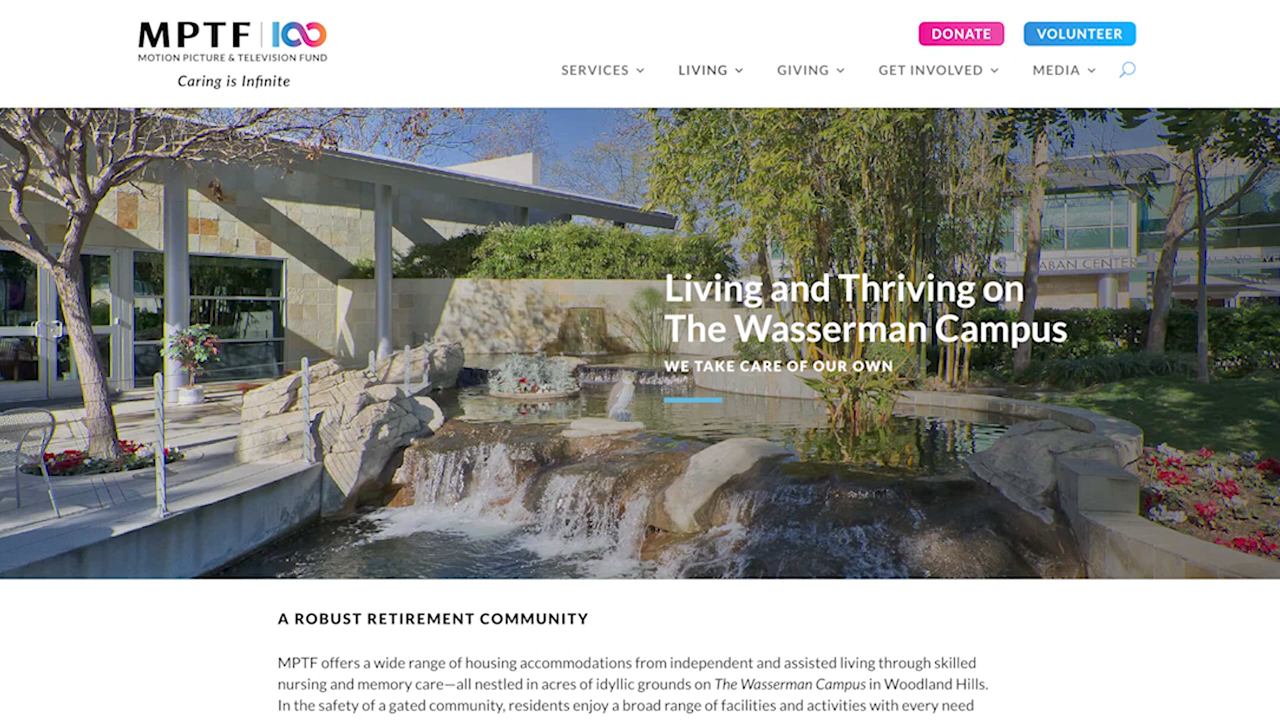 MPTF | 100
MOTION PICTURE & TELEVISION FUND
Caring is Infinite
DONATE
VOLUNTEER
SERVICES
LIVING
GIVING
GET INVOLVED
MEDIA
ABAN CENTER
Living and Thriving on
The Wasserman Campus
WE TAKE CARE OF OUR OWN
A ROBUST RETIREMENT COMMUNITY
MPTF offers a wide range of housing accommodations from independent and assisted living through skilled
nursing and memory care—all nestled in acres of idyllic grounds on The Wasserman Campus in Woodland Hills.
In the safety of a gated community, residents enjoy a broad range of facilities and activities with every need